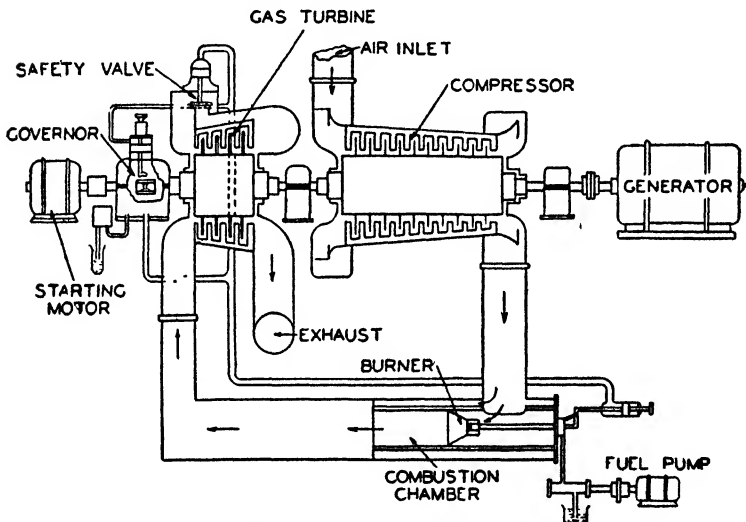 GAS TURBINE
AIR INLET
SAFETY VALVE
COMPRESSOR
GOVERNOR
GENERATOR
STARTING
MOTOR
EXHAUST
BURNER
COMBUSTION
CHAMBER
FUEL PUMP